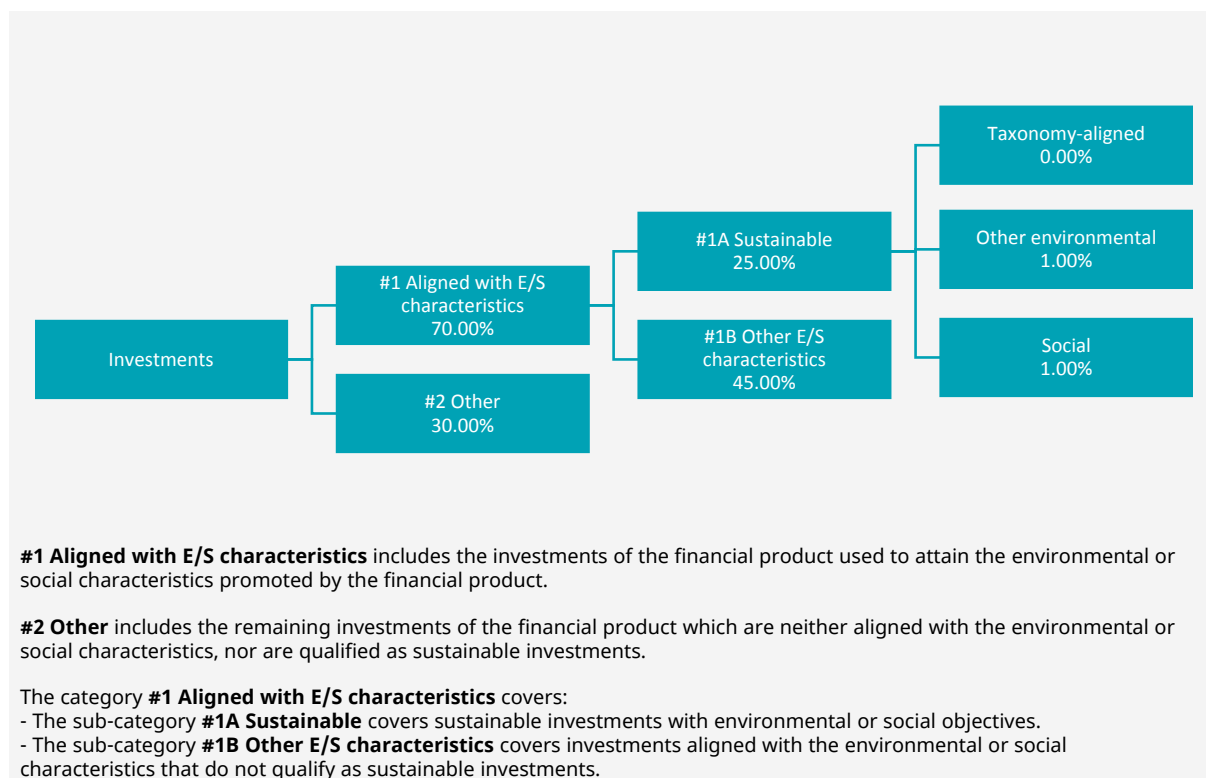 Investments
#1 Aligned with E/S
characteristics
70.00%
#2 Other
30.00%
#1A Sustainable
25.00%
#1B Other E/S
characteristics
45.00%
Taxonomy-aligned
0.00%
Other environmental
1.00%
Social
1.00%
#1 Aligned with E/S characteristics includes the investments of the financial product used to attain the environmental or
social characteristics promoted by the financial product.
#2 Other includes the remaining investments of the financial product which are neither aligned with the environmental or
social characteristics, nor are qualified as sustainable investments.
The category #1 Aligned with E/S characteristics covers:
- The sub-category #1A Sustainable covers sustainable investments with environmental or social objectives.
- The sub-category #1B Other E/S characteristics covers investments aligned with the environmental or social
characteristics that do not qualify as sustainable investments.